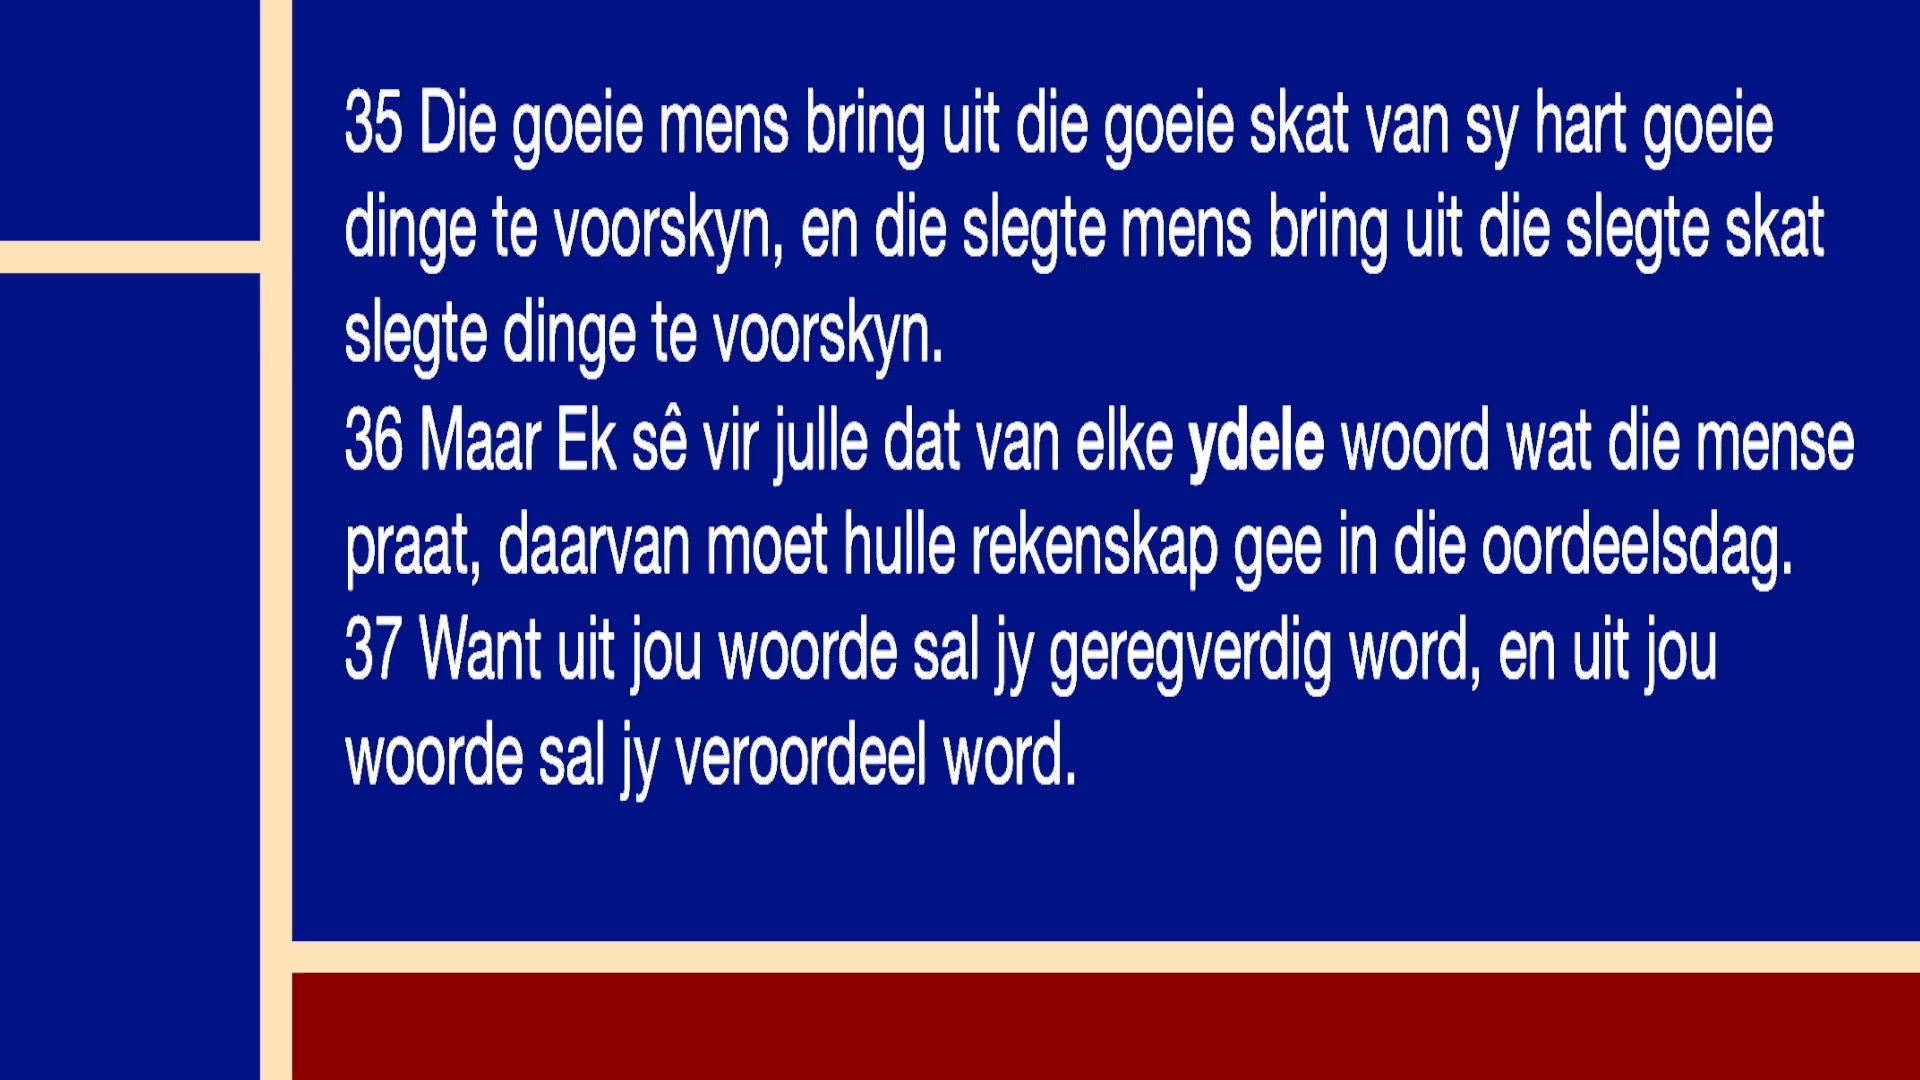 35 Die goeie mens bring uit die goeie skat van sy hart goeie
dinge te voorskyn, en die slegte mens bring uit die slegte skat
slegte dinge te voorskyn.
36 Maar Ek sê vir julle dat van elke ydele woord wat die mense
praat, daarvan moet hulle rekenskap gee in die oordeelsdag.
37 Want uit jou woorde sal jy geregverdig word, en uit jou
woorde sal jy veroordeel word.